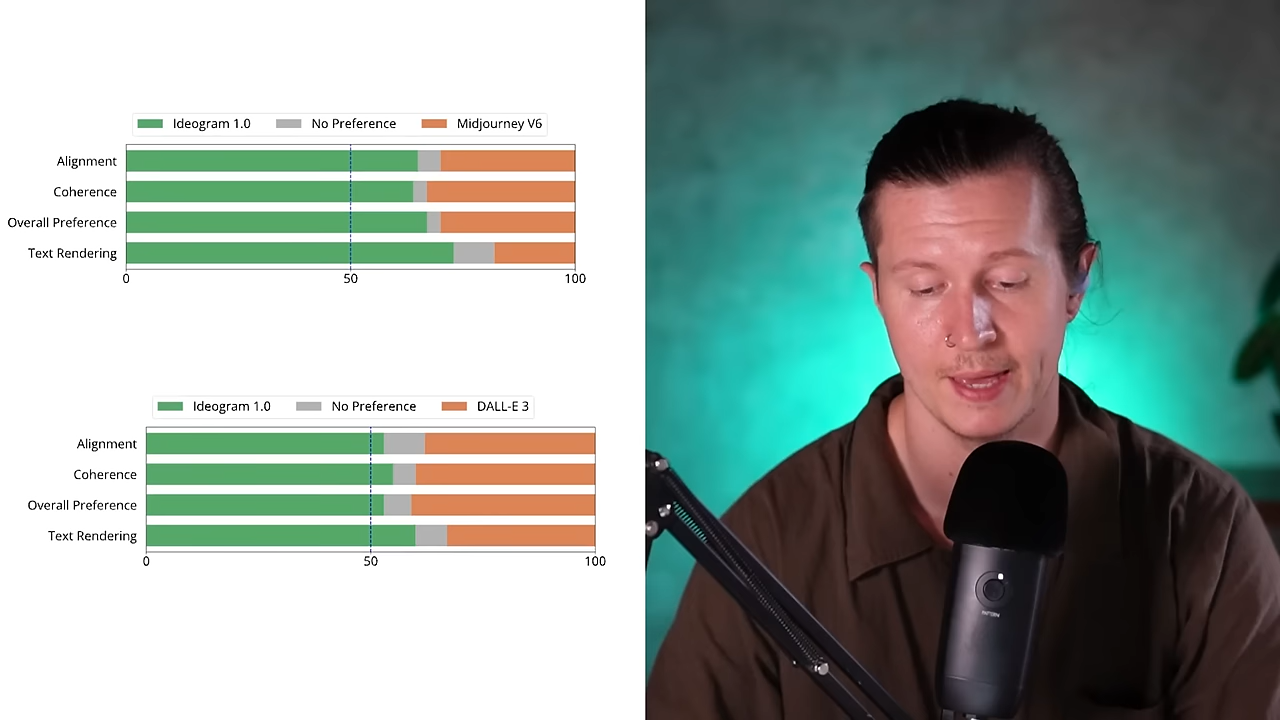 Ideogram 1.0 No Preference Midjourney V6
Alignment
Coherence
Overall Preference
Text Rendering
0 50 100
Ideogram 1.0 No Preference DALL-E 3
Alignment
Coherence
Overall Preference
Text Rendering
0 50 100